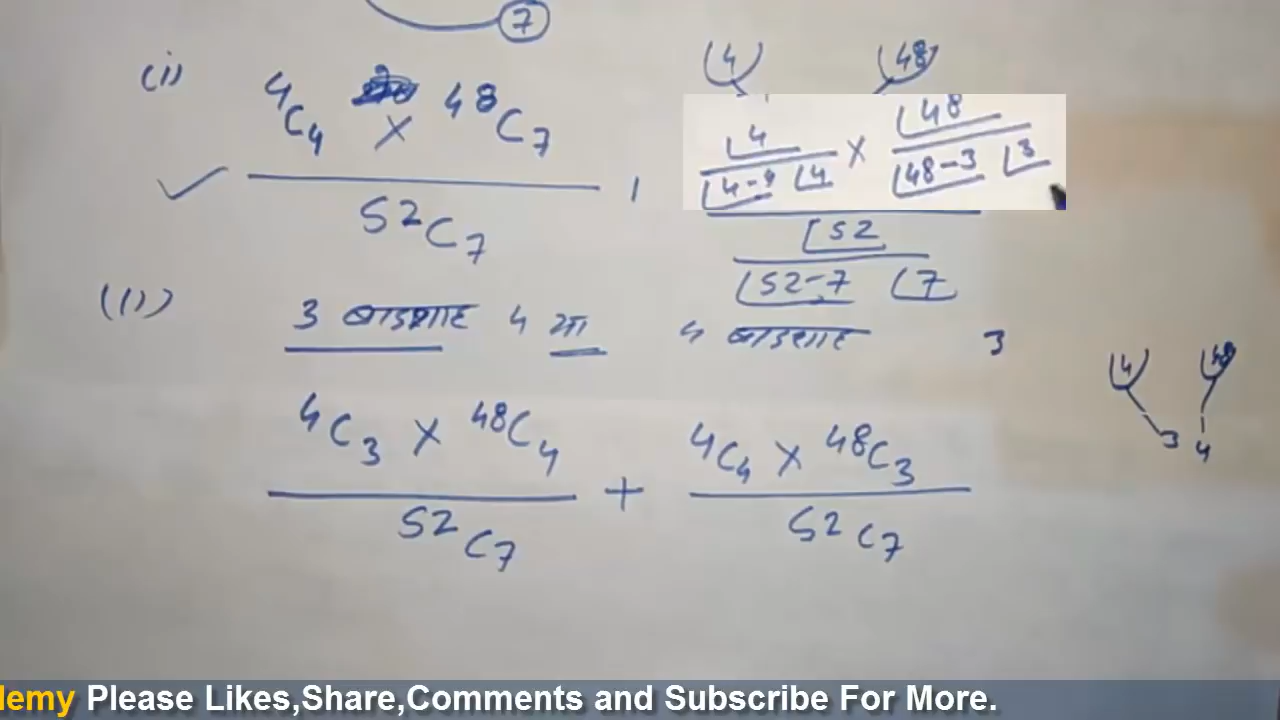 7
(i) ⁴C₄ × ⁴⁸C₇ / ⁵²C₇ , 4 48
⌊4 / ⌊4-4 ⌊4 × ⌊48 / ⌊48-3 ⌊3
⌊52 / ⌊52-7 ⌊7
(ii) 3 बादशाह 4 या 4 बादशाह 3
4 48
3 4
⁴C₃ × ⁴⁸C₄ / ⁵²C₇ + ⁴C₄ × ⁴⁸C₃ / ⁵²C₇
demy Please Likes,Share,Comments and Subscribe For More.